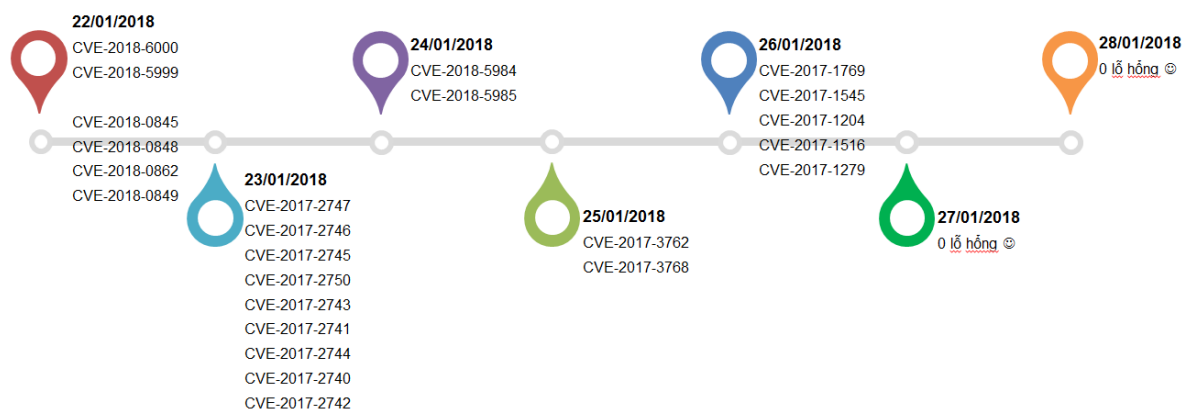 22/01/2018
CVE-2018-6000
CVE-2018-5999
CVE-2018-0845
CVE-2018-0848
CVE-2018-0862
CVE-2018-0849
23/01/2018
CVE-2017-2747
CVE-2017-2746
CVE-2017-2745
CVE-2017-2750
CVE-2017-2743
CVE-2017-2741
CVE-2017-2744
CVE-2017-2740
CVE-2017-2742
24/01/2018
CVE-2018-5984
CVE-2018-5985
25/01/2018
CVE-2017-3762
CVE-2017-3768
26/01/2018
CVE-2017-1769
CVE-2017-1545
CVE-2017-1204
CVE-2017-1516
CVE-2017-1279
27/01/2018
0 lỗ hổng ☺
28/01/2018
0 lỗ hổng ☺